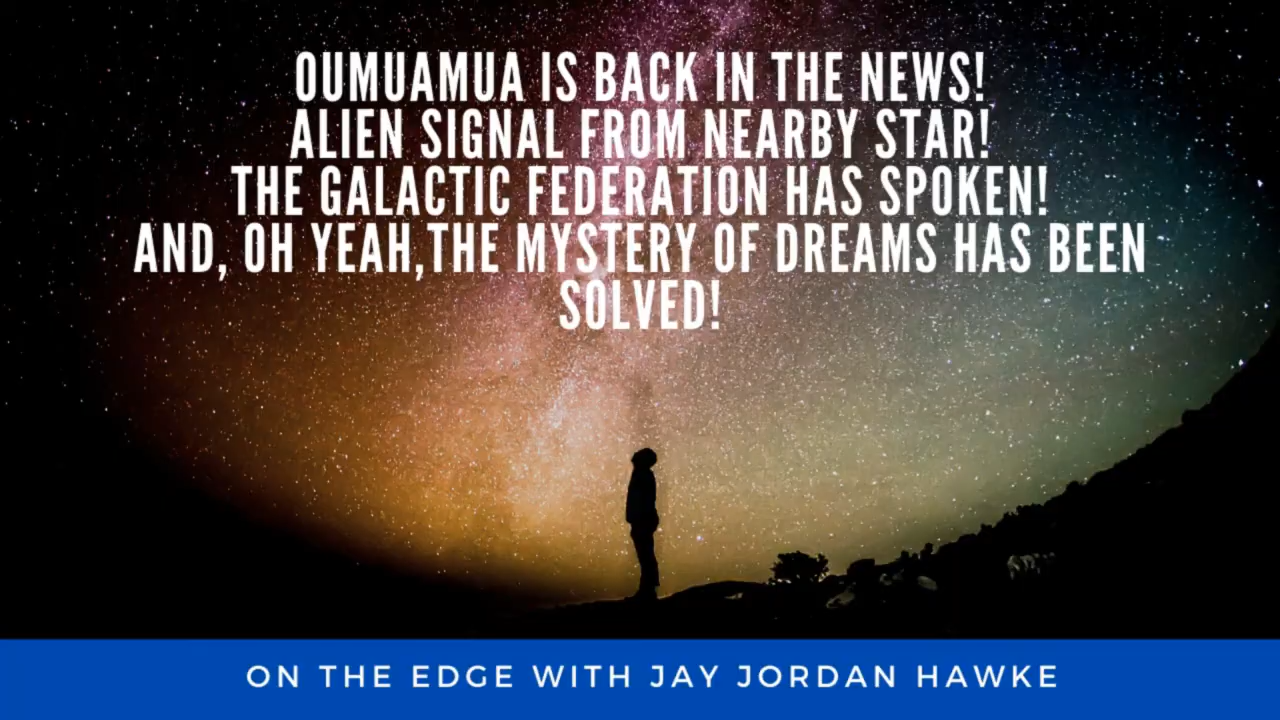 OUMUAMUA IS BACK IN THE NEWS!
ALIEN SIGNAL FROM NEARBY STAR!
THE GALACTIC FEDERATION HAS SPOKEN!
AND, OH YEAH,THE MYSTERY OF DREAMS HAS BEEN
SOLVED!
ON THE EDGE WITH JAY JORDAN HAWKE